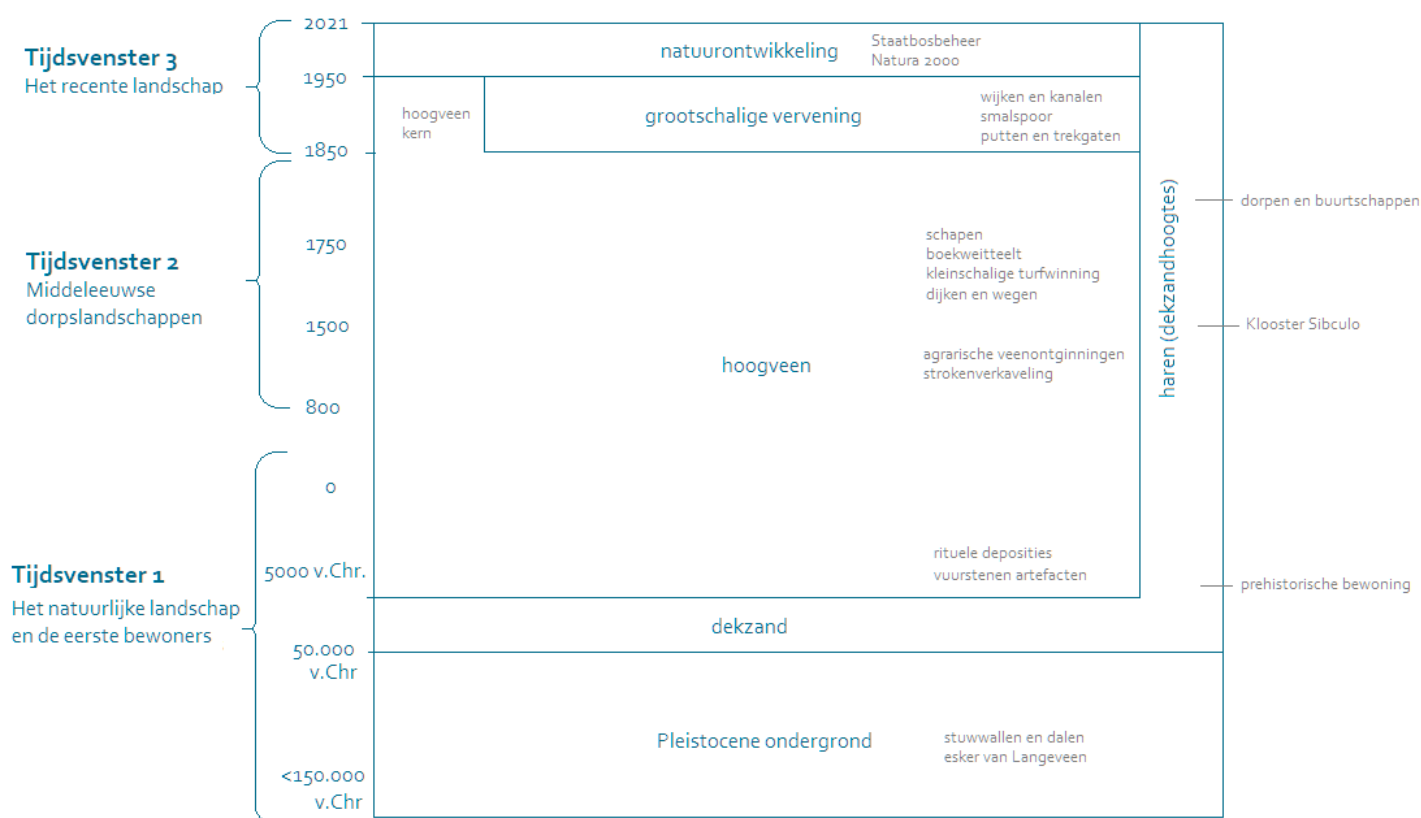 2021
Tijdsvenster 3
Het recente landschap
natuurontwikkeling
Staatbosbeheer
Natura 2000
1950
hoogveen
kern
grootschalige vervening
wijken en kanalen
smalspoor
putten en trekgaten
1850
haren (dekzandhoogtes)
dorpen en buurtschappen
Tijdsvenster 2
Middeleeuwse
dorpslandschappen
1750
schapen
boekweitteelt
kleinschalige turfwinning
dijken en wegen
1500
Klooster Sibculo
hoogveen
agrarische veenontginningen
strokenverkaveling
800
0
Tijdsvenster 1
Het natuurlijke landschap
en de eerste bewoners
5000 v.Chr.
rituele deposities
vuurstenen artefacten
prehistorische bewoning
dekzand
50.000
v.Chr
Pleistocene ondergrond
stuwwallen en dalen
esker van Langeveen
<150.000
v.Chr